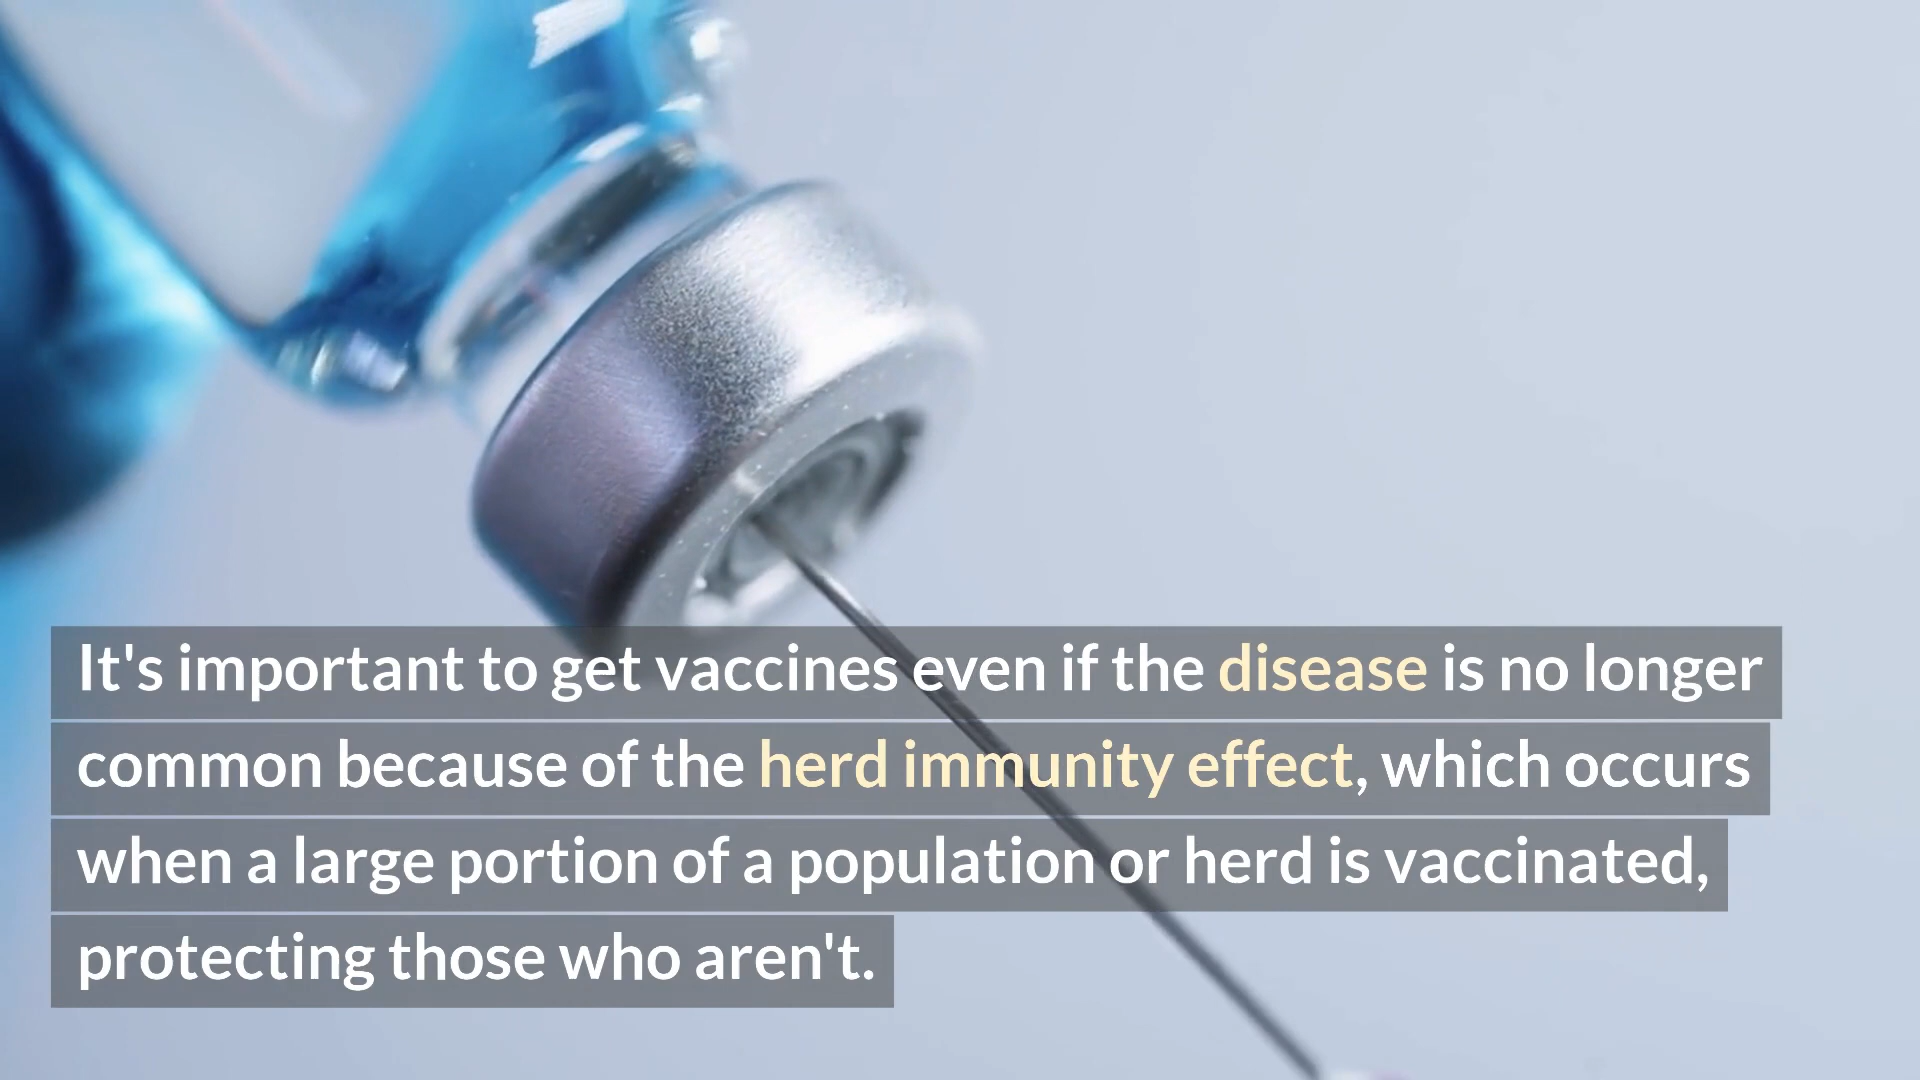 It's important to get vaccines even if the disease is no longer
common because of the herd immunity effect, which occurs
when a large portion of a population or herd is vaccinated,
protecting those who aren't.